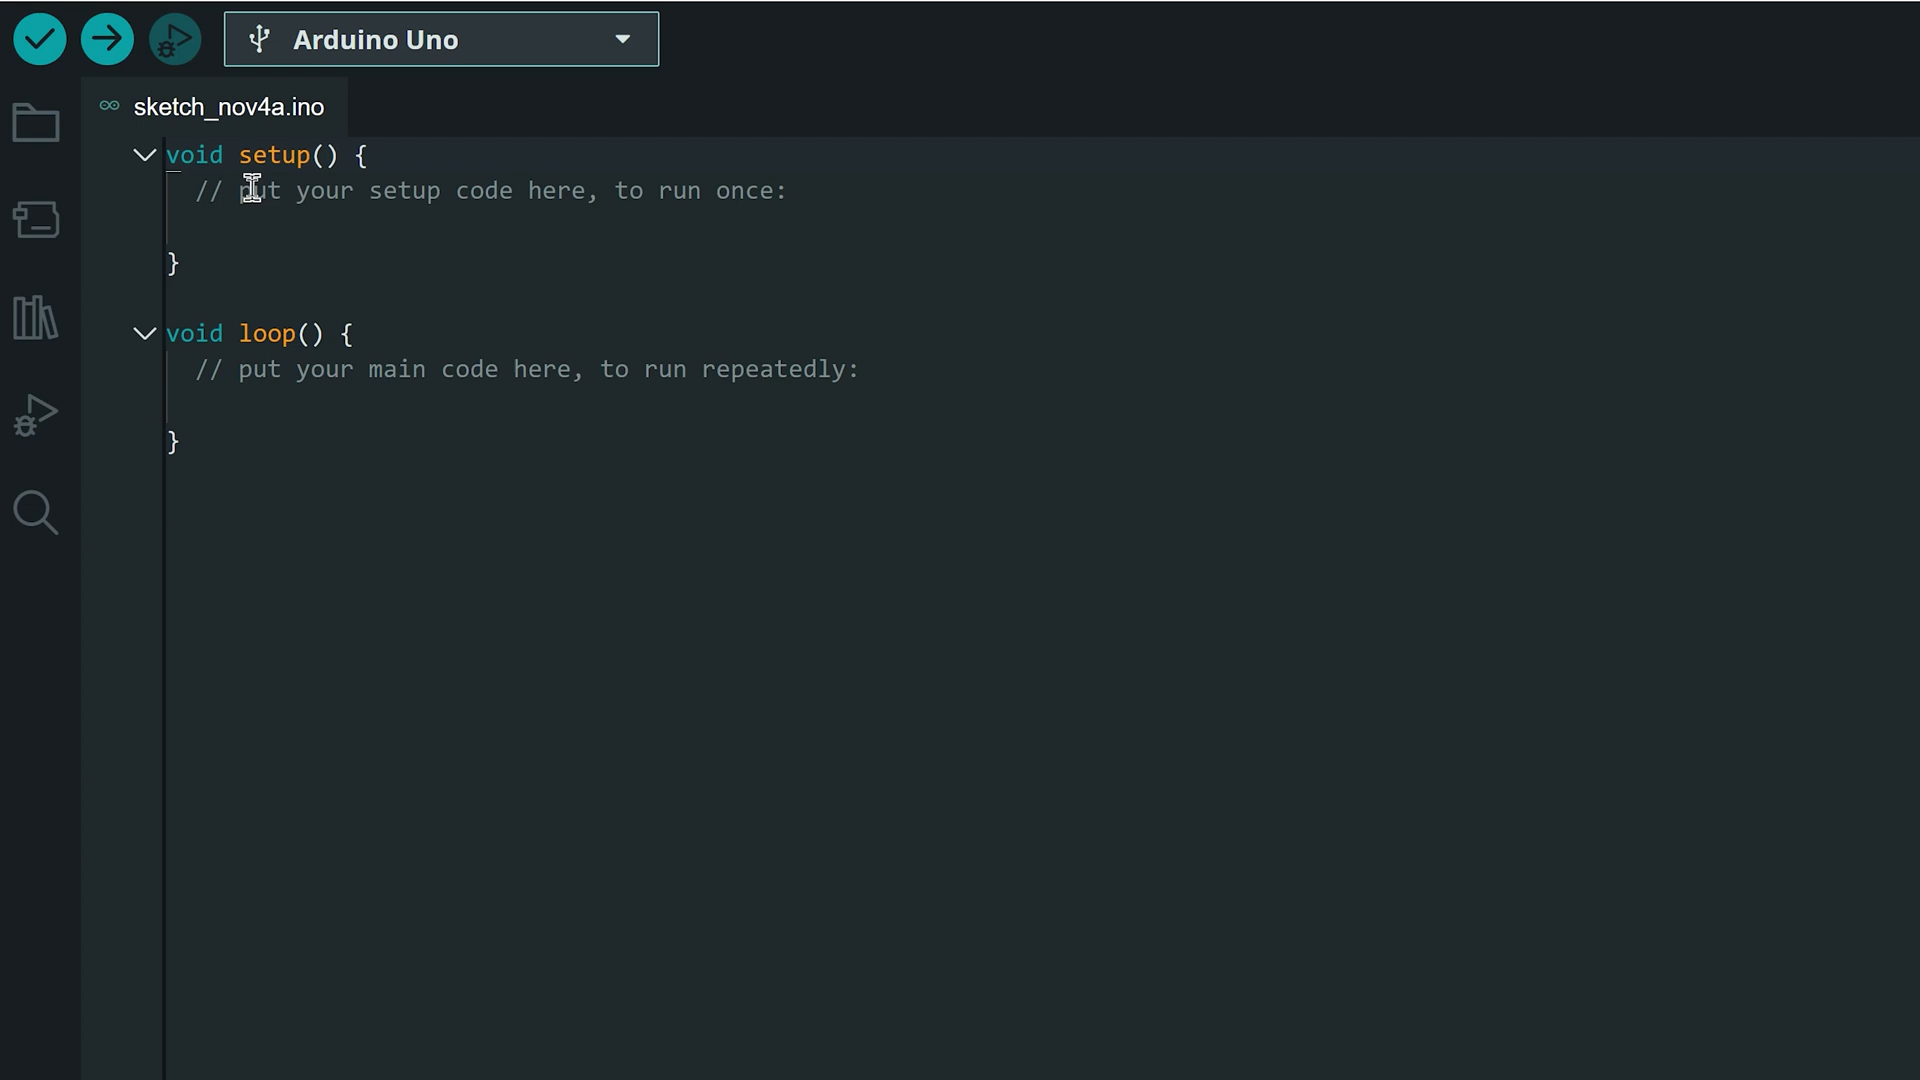 Arduino Uno
sketch_nov4a.ino
void setup() {
// put your setup code here, to run once:
}
void loop() {
// put your main code here, to run repeatedly:
}